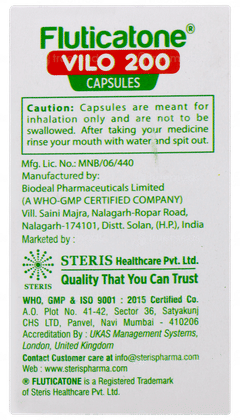 Fluticatone®
VILO 200
CAPSULES
Caution: Capsules are meant for
inhalation only and are not to be
swallowed. After taking your medicine
rinse your mouth with water and spit out.
Mfg. Lic. No.: MNB/06/440
Manufactured by:
Biodeal Pharmaceuticals Limited
(A WHO-GMP CERTIFIED COMPANY)
Vill. Saini Majra, Nalagarh-Ropar Road,
Nalagarh-174101, Distt. Solan, (H.P.), India
Marketed by :
STERIS Healthcare Pvt. Ltd.
Quality That You Can Trust
STERIS
WHO, GMP & ISO 9001 : 2015 Certified Co.
A.O. Plot No. 41-42, Sector 36, Satyakunj
CHS LTD, Panvel, Navi Mumbai - 410206
Accreditation By : UKAS Management Systems,
London, United Kingdom
Contact Customer care at info@sterispharma.com
Web : www.sterispharma.com
® FLUTICATONE is a Registered Trademark
of Steris Healthcare Pvt. Ltd.